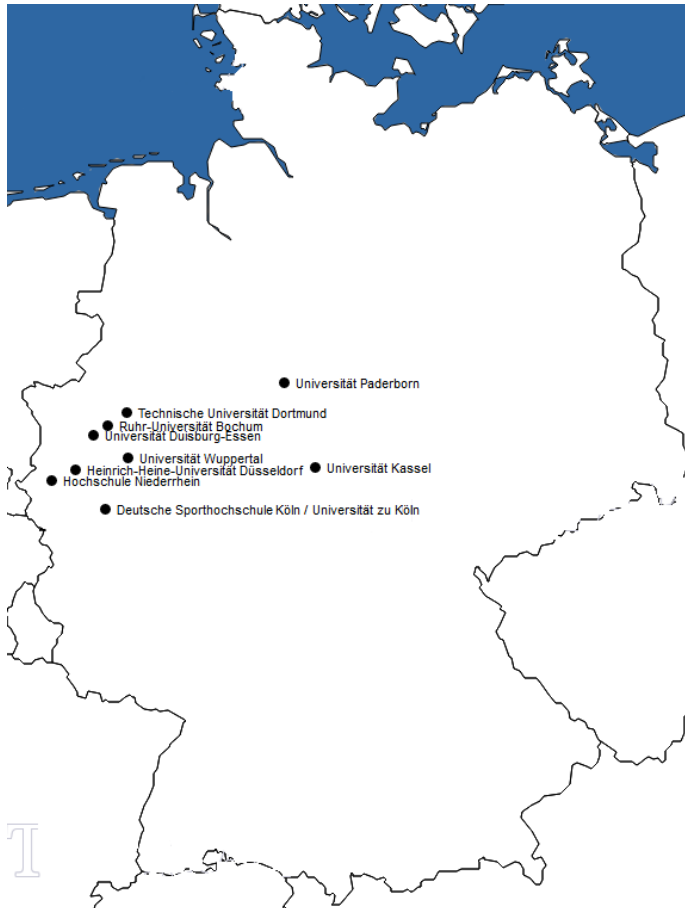 Universität Paderborn
Technische Universität Dortmund
Ruhr-Universität Bochum
Universität Duisburg-Essen
Universität Wuppertal
Heinrich-Heine-Universität Düsseldorf
Universität Kassel
Hochschule Niederrhein
Deutsche Sporthochschule Köln / Universität zu Köln
T